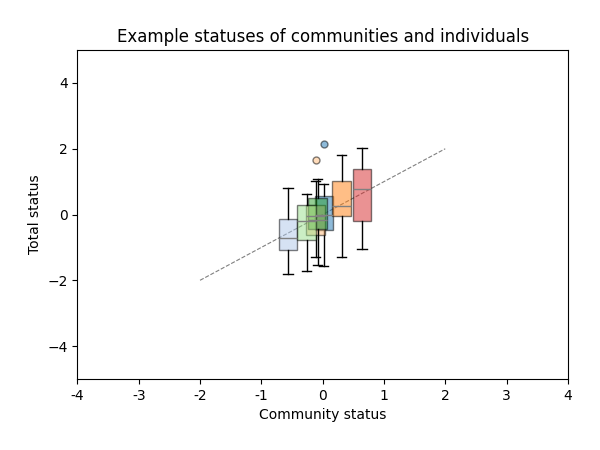 Example statuses of communities and individuals
4
2
0
−2
−4
Total status
-4 -3 -2 -1 0 1 2 3 4
Community status